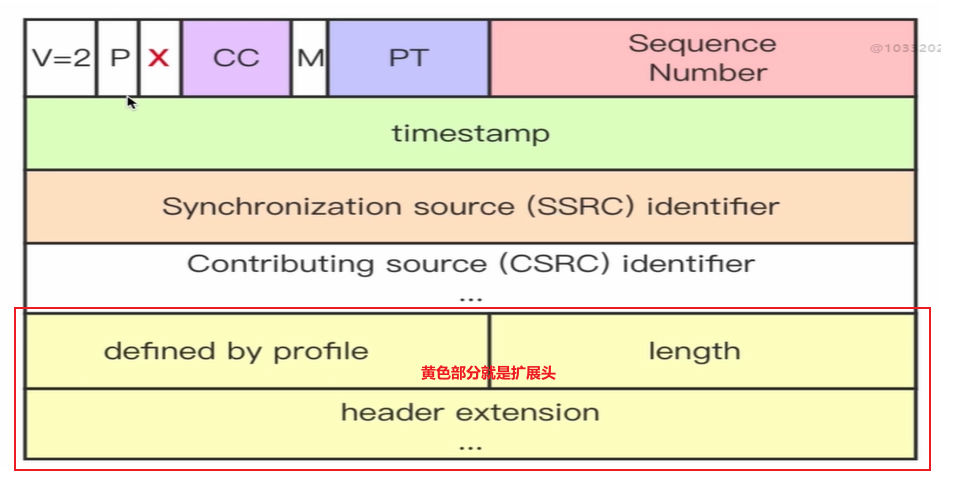 V=2 P X CC M PT Sequence
Number
@1033202
timestamp
Synchronization source (SSRC) identifier
Contributing source (CSRC) identifier
...
defined by profile length
黄色部分就是扩展头
header extension
...